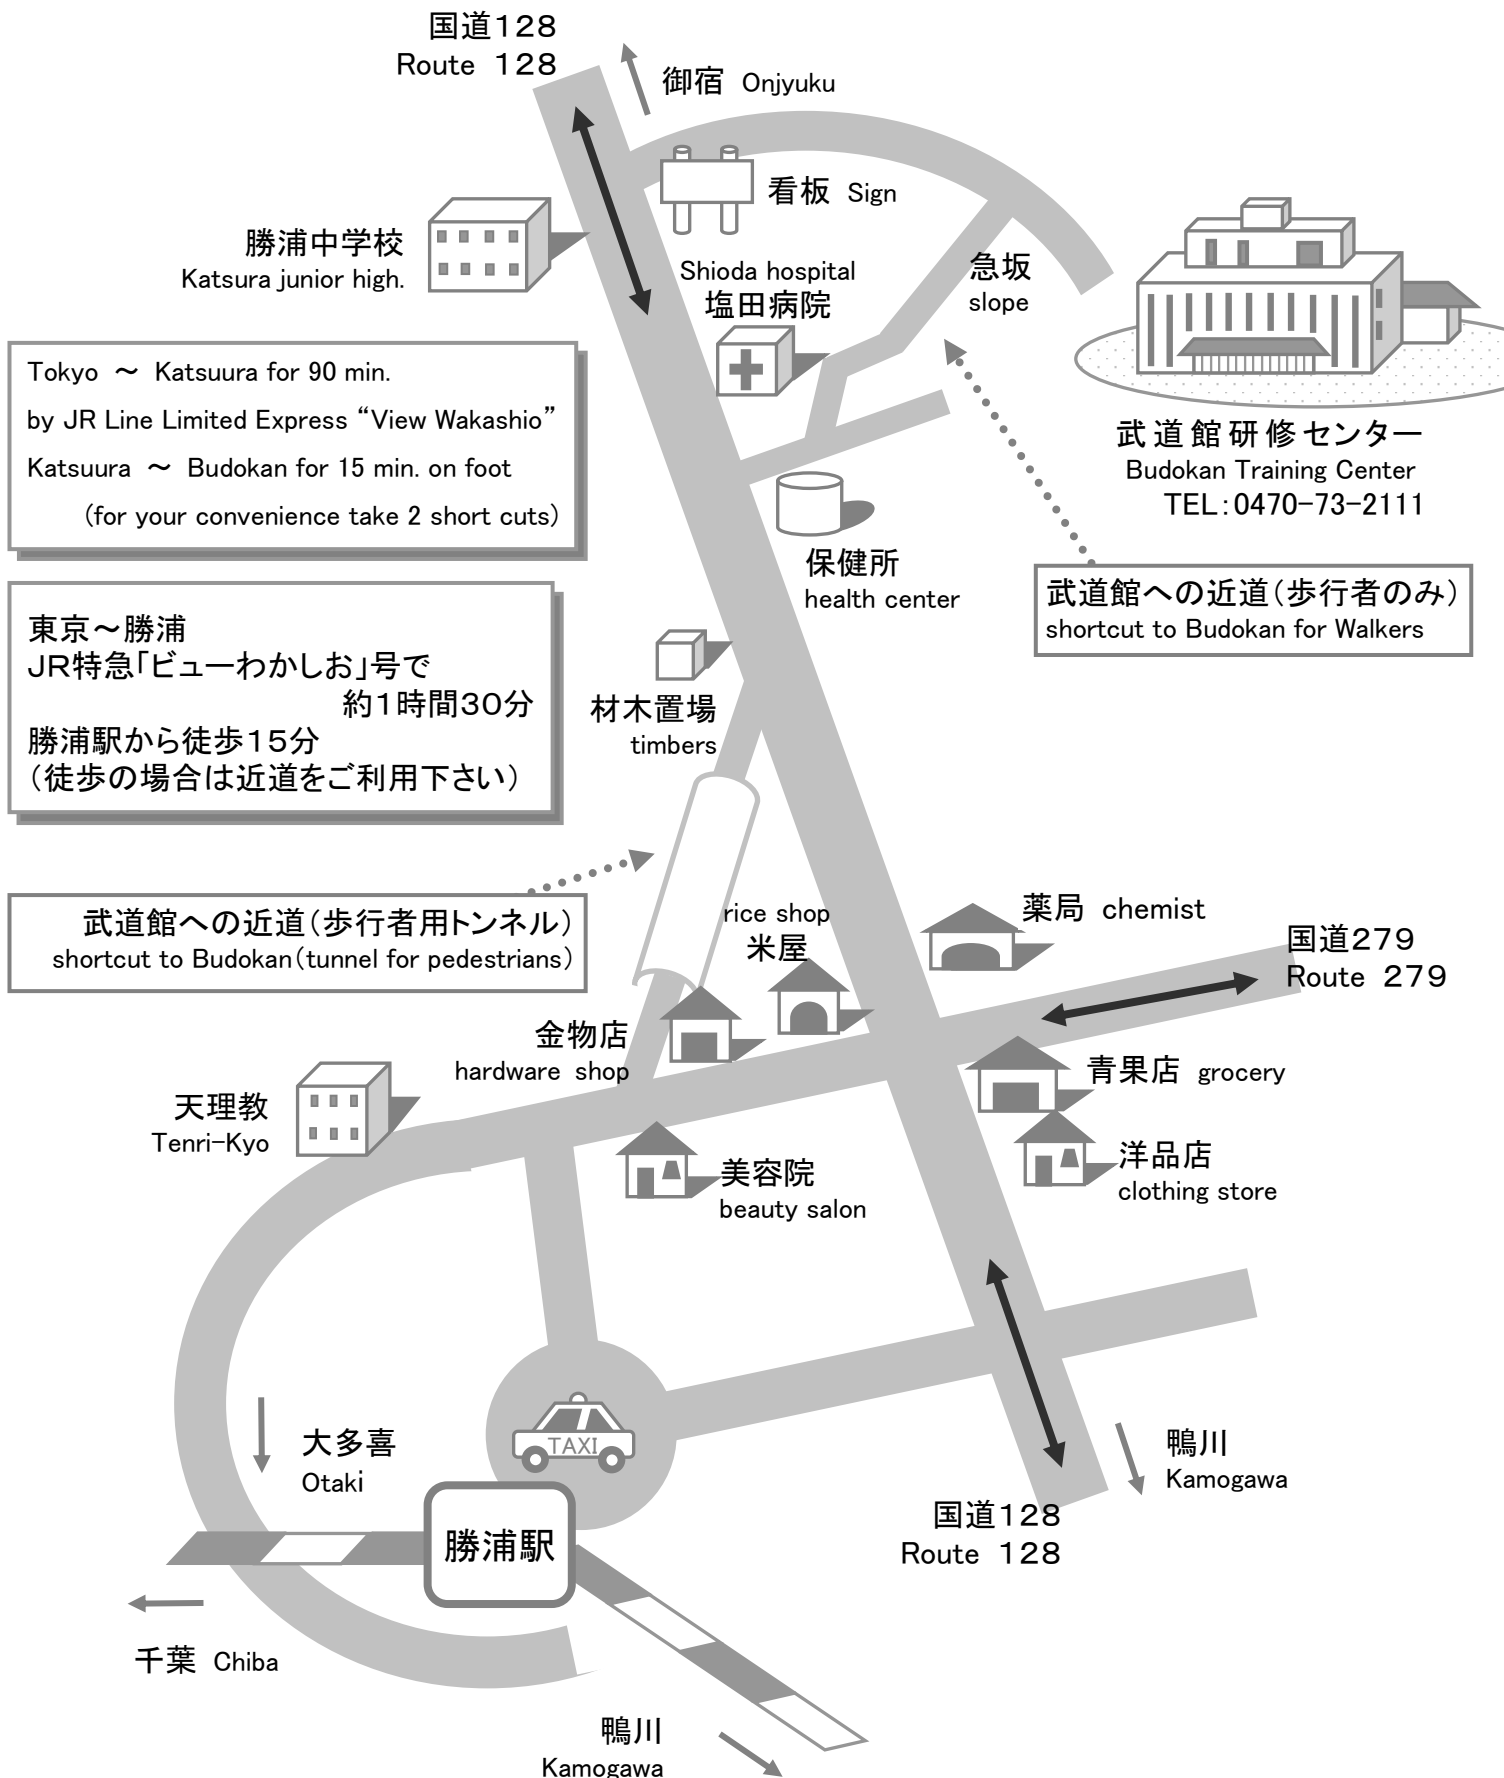 国道128
Route 128
御宿 Onjyuku
看板 Sign
勝浦中学校
Katsura junior high.
Shioda hospital
塩田病院
急坂
slope
Tokyo ～ Katsuura for 90 min.
by JR Line Limited Express “View Wakashio”
Katsuura ～ Budokan for 15 min. on foot
(for your convenience take 2 short cuts)
武道館研修センター
Budokan Training Center
TEL:0470-73-2111
保健所
health center
武道館への近道(歩行者のみ)
shortcut to Budokan for Walkers
東京～勝浦
JR特急「ビューわかしお」号で
約1時間30分
勝浦駅から徒歩15分
(徒歩の場合は近道をご利用下さい)
材木置場
timbers
武道館への近道(歩行者用トンネル)
shortcut to Budokan(tunnel for pedestrians)
rice shop
米屋
薬局 chemist
国道279
Route 279
金物店
hardware shop
青果店 grocery
天理教
Tenri-Kyo
美容院
beauty salon
洋品店
clothing store
大多喜
Otaki
TAXI
鴨川
Kamogawa
国道128
Route 128
勝浦駅
千葉 Chiba
鴨川
Kamogawa